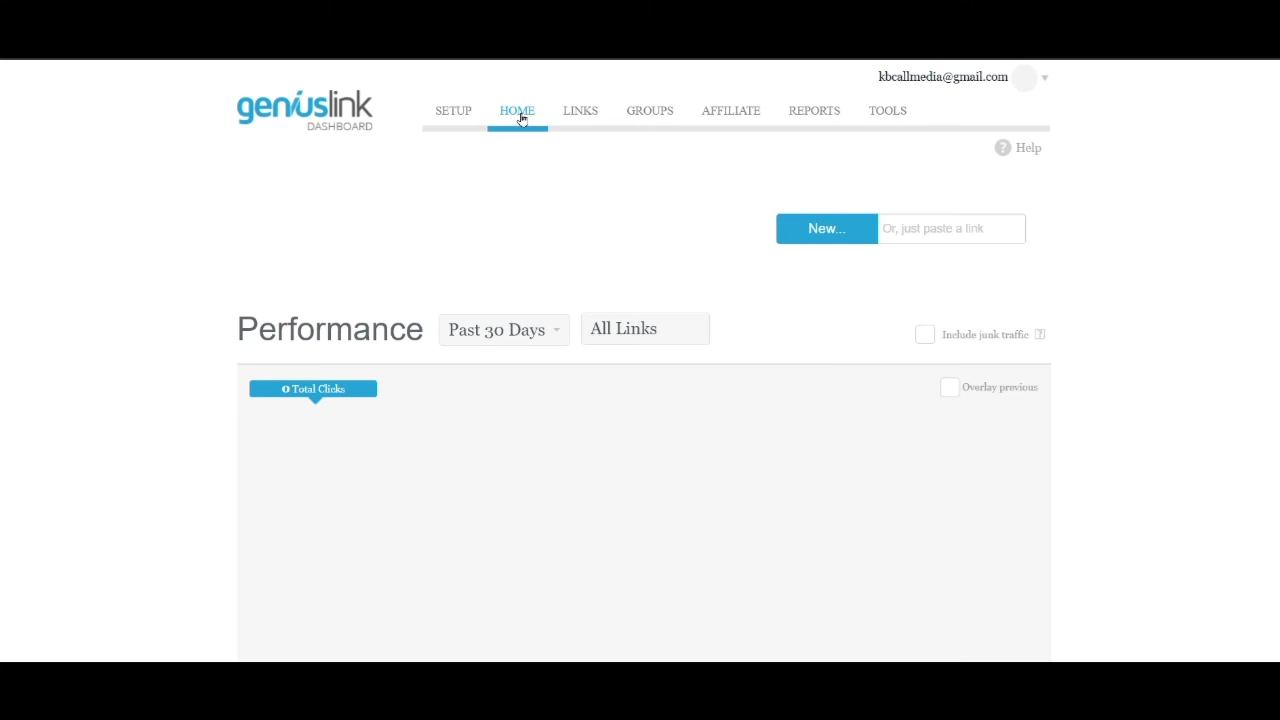 kbcallmedia@gmail.com
geniuslink
DASHBOARD
SETUP HOME LINKS GROUPS AFFILIATE REPORTS TOOLS
? Help
New... Or, just paste a link
Performance Past 30 Days All Links
Include junk traffic ?
0 Total Clicks
Overlay previous